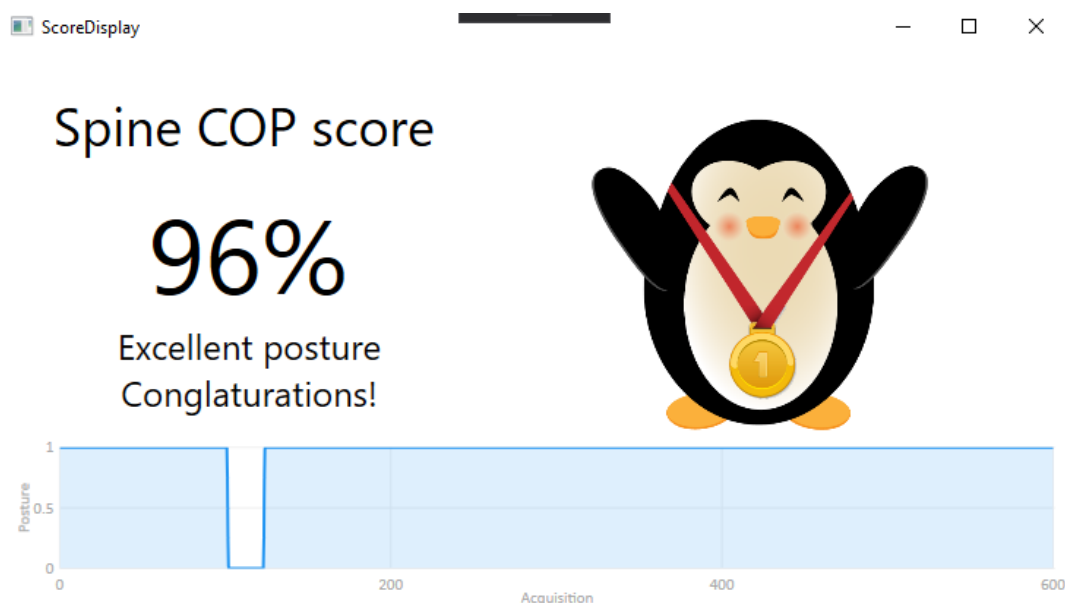 ScoreDisplay
Spine COP score
96%
Excellent posture
Conglaturations!
1
1
0.5
0
Posture
0
200
400
600
Acquisition